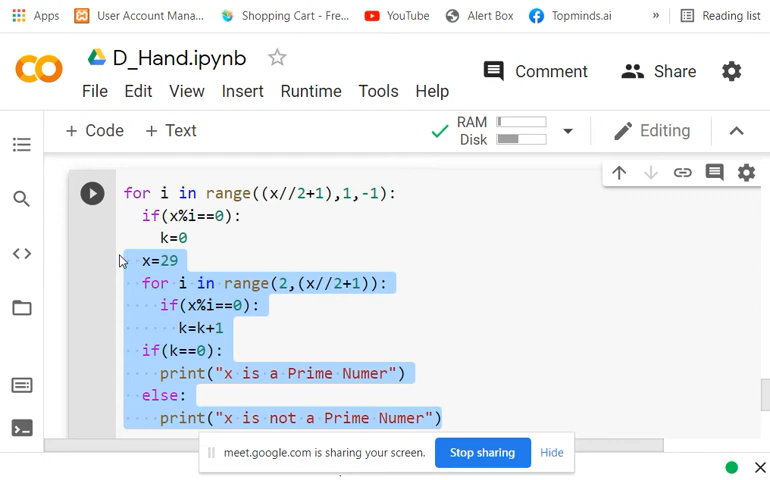 Apps User Account Mana... Shopping Cart - Fre... YouTube Alert Box Topminds.ai » Reading list
D_Hand.ipynb
Comment Share
File Edit View Insert Runtime Tools Help
+ Code + Text RAM Disk Editing
for i in range((x//2+1),1,-1):
if(x%i==0):
k=0
x=29
for i in range(2,(x//2+1)):
if(x%i==0):
k=k+1
if(k==0):
print("x is a Prime Numer")
else:
print("x is not a Prime Numer")
meet.google.com is sharing your screen. Stop sharing Hide